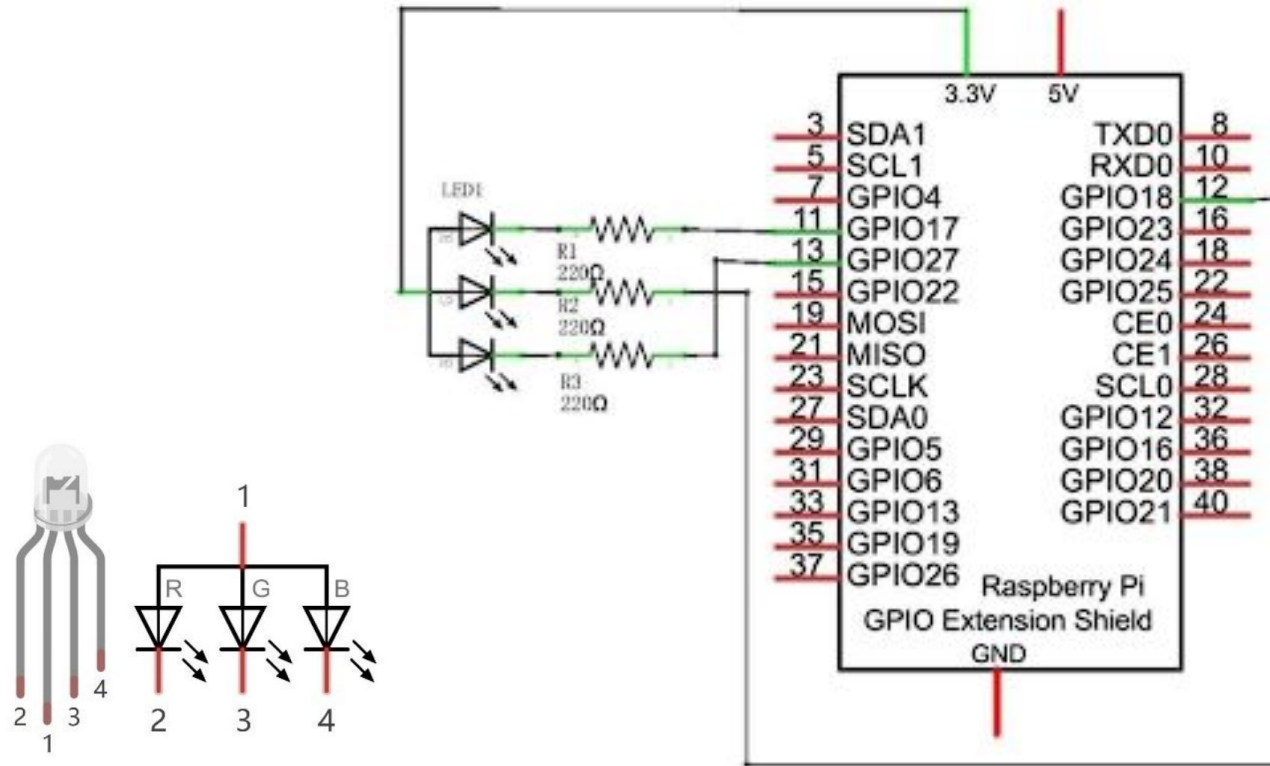 3.3V 5V
3 SDA1 TXD0 8
5 SCL1 RXD0 10
7 GPIO4 GPIO18 12
11 GPIO17 GPIO23 16
13 GPIO27 GPIO24 18
15 GPIO22 GPIO25 22
19 MOSI CE0 24
21 MISO CE1 26
23 SCLK SCL0 28
27 SDA0 GPIO12 32
29 GPIO5 GPIO16 36
31 GPIO6 GPIO20 38
33 GPIO13 GPIO21 40
35 GPIO19
37 GPIO26
Raspberry Pi
GPIO Extension Shield
GND
LED1
R1
220Ω
R2
220Ω
R3
220Ω
2
1
3
4
1
R G B
2 3 4